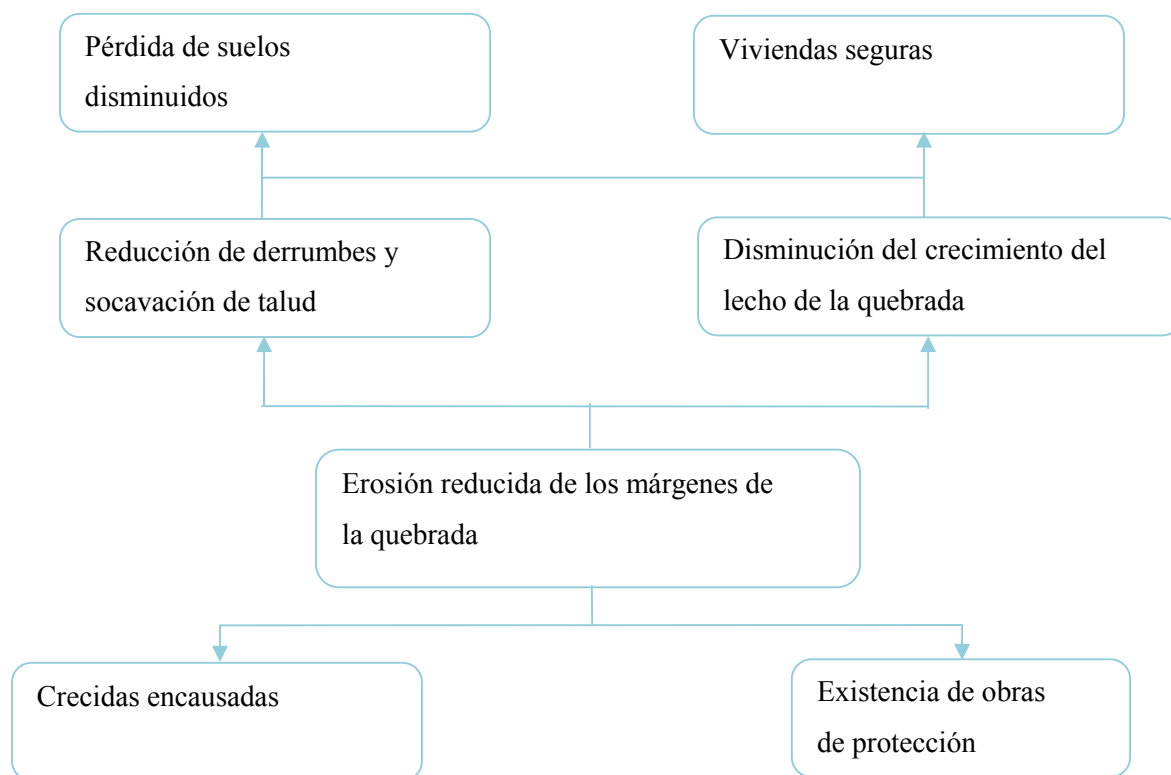 Pérdida de suelos
disminuidos
Viviendas seguras
Reducción de derrumbes y
socavación de talud
Disminución del crecimiento del
lecho de la quebrada
Erosión reducida de los márgenes de
la quebrada
Crecidas encausadas
Existencia de obras
de protección